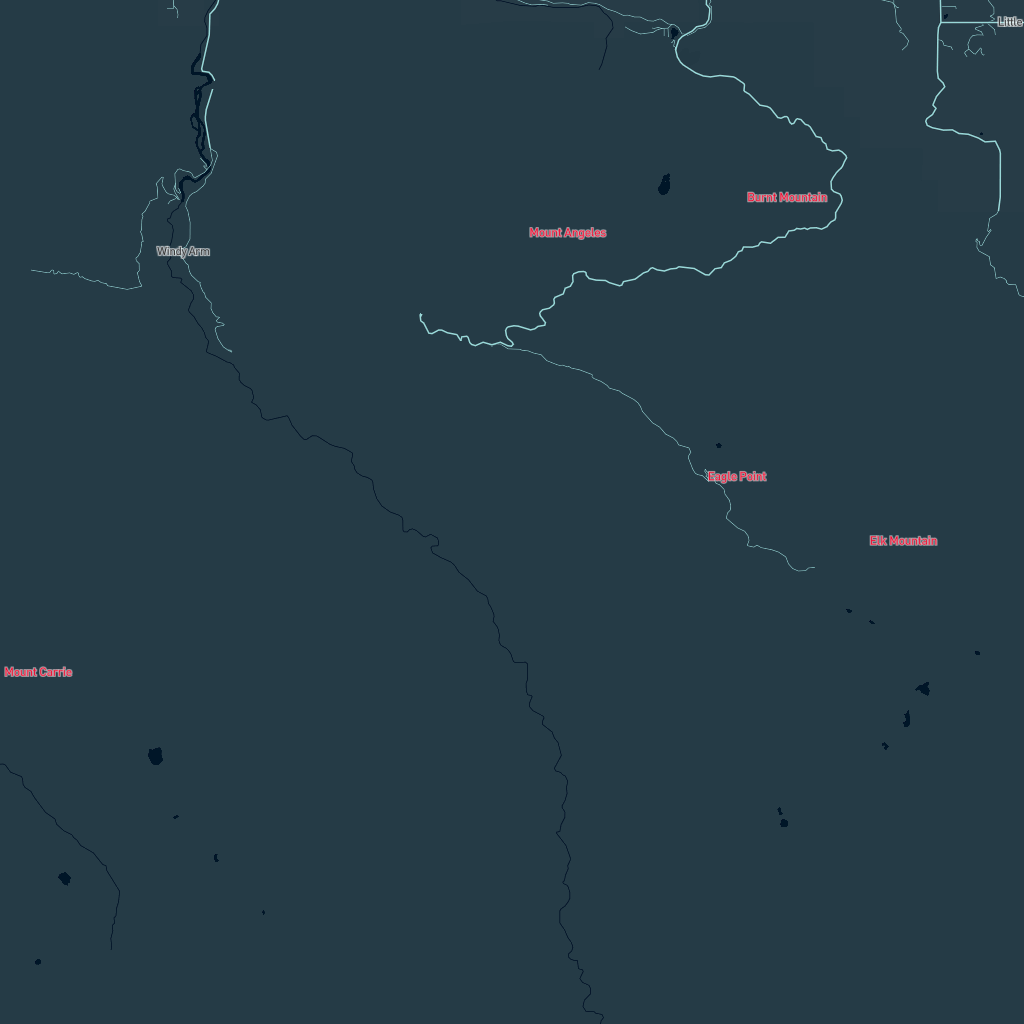 Little
Burnt Mountain
Mount Angeles
Windy Arm
Eagle Point
Elk Mountain
Mount Carrie